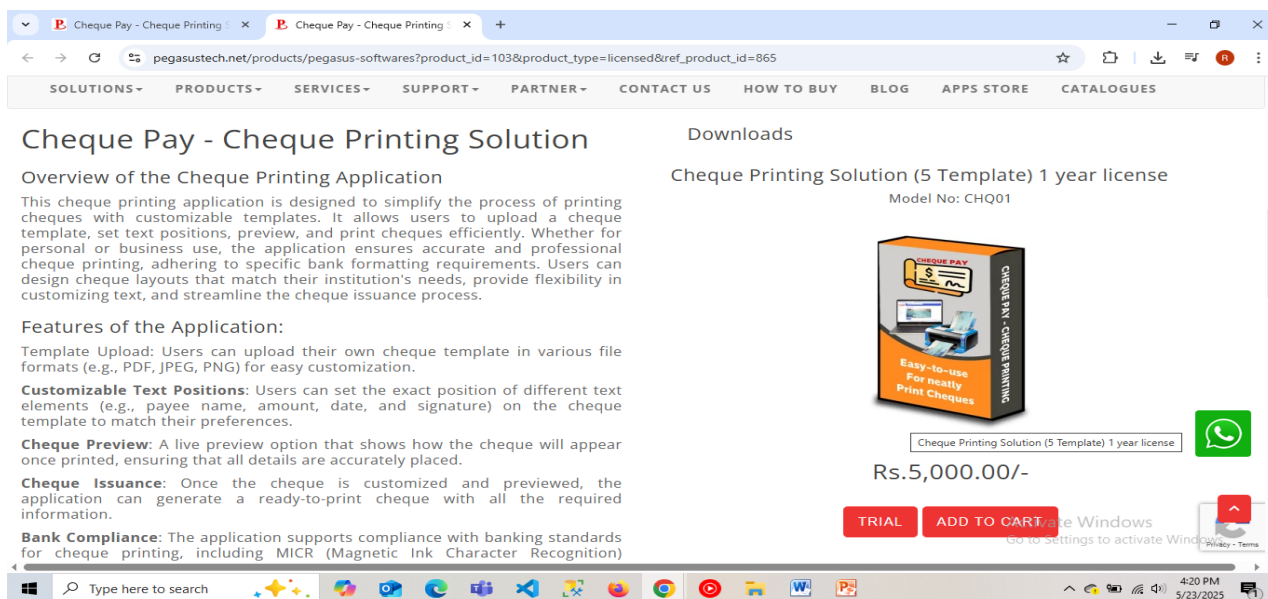 Cheque Pay - Cheque Printing S
Cheque Pay - Cheque Printing S
pegasustech.net/products/pegasus-softwares?product_id=103&product_type=licensed&ref_product_id=865
R
SOLUTIONS PRODUCTS SERVICES SUPPORT PARTNER CONTACT US HOW TO BUY BLOG APPS STORE CATALOGUES
Cheque Pay - Cheque Printing Solution
Overview of the Cheque Printing Application
This cheque printing application is designed to simplify the process of printing
cheques with customizable templates. It allows users to upload a cheque
template, set text positions, preview, and print cheques efficiently. Whether for
personal or business use, the application ensures accurate and professional
cheque printing, adhering to specific bank formatting requirements. Users can
design cheque layouts that match their institution's needs, provide flexibility in
customizing text, and streamline the cheque issuance process.
Features of the Application:
Template Upload: Users can upload their own cheque template in various file
formats (e.g., PDF, JPEG, PNG) for easy customization.
Customizable Text Positions: Users can set the exact position of different text
elements (e.g., payee name, amount, date, and signature) on the cheque
template to match their preferences.
Cheque Preview: A live preview option that shows how the cheque will appear
once printed, ensuring that all details are accurately placed.
Cheque Issuance: Once the cheque is customized and previewed, the
application can generate a ready-to-print cheque with all the required
information.
Bank Compliance: The application supports compliance with banking standards
for cheque printing, including MICR (Magnetic Ink Character Recognition)
Downloads
Cheque Printing Solution (5 Template) 1 year license
Model No: CHQ01
CHEQUE PAY
$
CHEQUE PAY - CHEQUE PRINTING
Easy-to-use
For neatly
Print Cheques
Cheque Printing Solution (5 Template) 1 year license
Rs.5,000.00/-
TRIAL
ADD TO CART
Activate Windows
Go to Settings to activate Windows.
Privacy - Terms
Type here to search
4:20 PM
5/23/2025